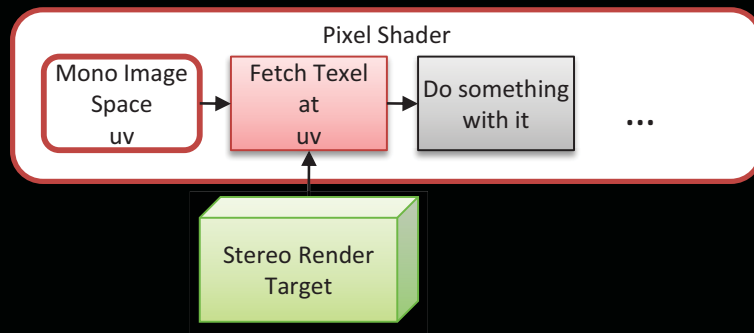 Pixel Shader
Mono Image
Space
uv
Fetch Texel
at
uv
Do something
with it
...
Stereo Render
Target